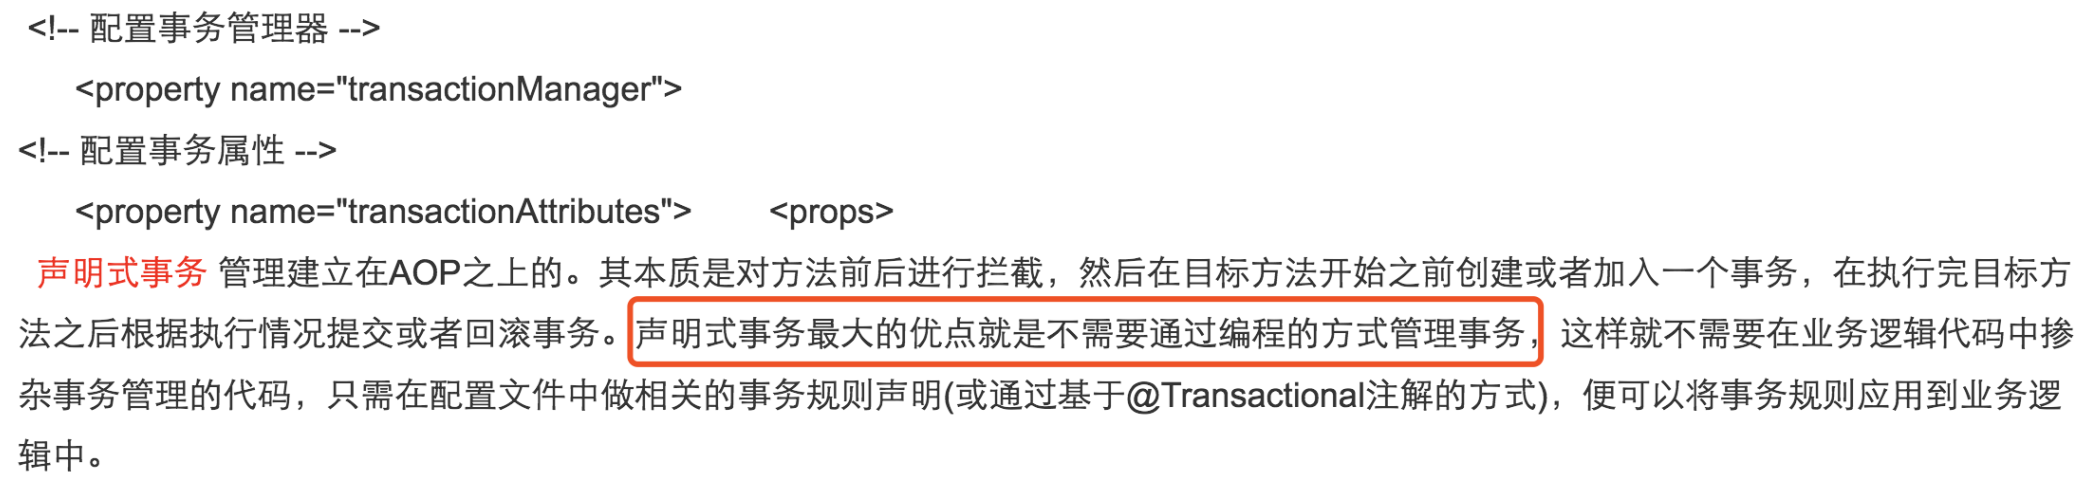 <!-- 配置事务管理器 -->
<property name="transactionManager">
<!-- 配置事务属性 -->
<property name="transactionAttributes"> <props>
声明式事务 管理建立在AOP之上的。其本质是对方法前后进行拦截，然后在目标方法开始之前创建或者加入一个事务，在执行完目标方
法之后根据执行情况提交或者回滚事务。声明式事务最大的优点就是不需要通过编程的方式管理事务，这样就不需要在业务逻辑代码中掺
杂事务管理的代码，只需在配置文件中做相关的事务规则声明(或通过基于@Transactional注解的方式)，便可以将事务规则应用到业务逻
辑中。